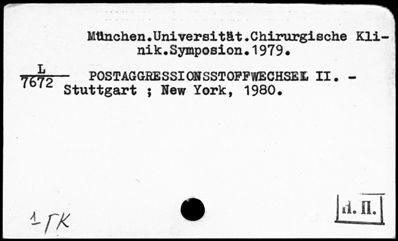 München.Universität.Chirurgische Kli-
nik.Symposion.1979.
L
7672
POSTAGGRESSIONSSTOFFWECHSEL II. -
Stuttgart ; New York, 1980.
1-ГК
d. П.